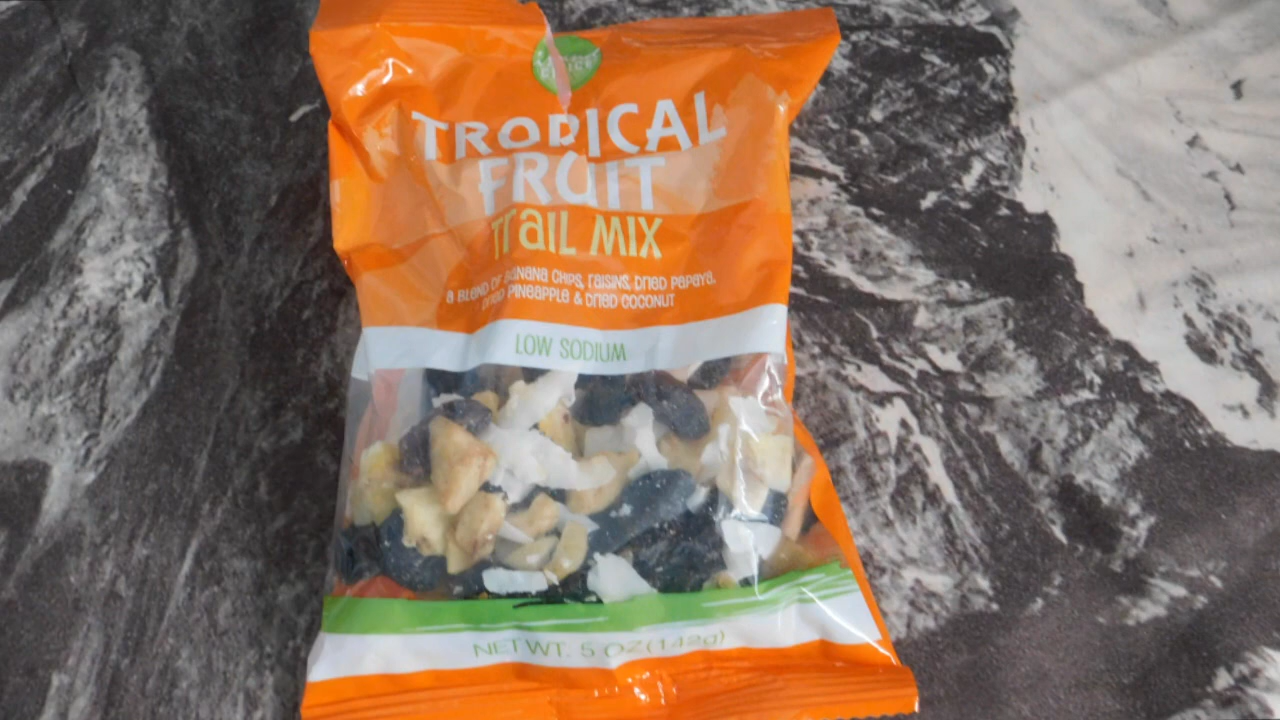 TROPICAL
FRUIT
Trail MIX
a BLEND OF BaNaNa CHIPS, raISINS, DrIED PaPaYa,
DrIED PINEaPPLE & DrIED COCONUT
LOW SODIUM
NET WT. 5 OZ (142g)